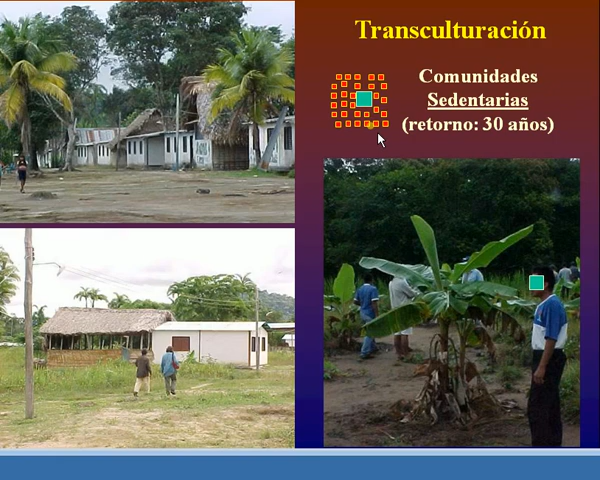 Transculturación
Comunidades
Sedentarias
(retorno: 30 años)